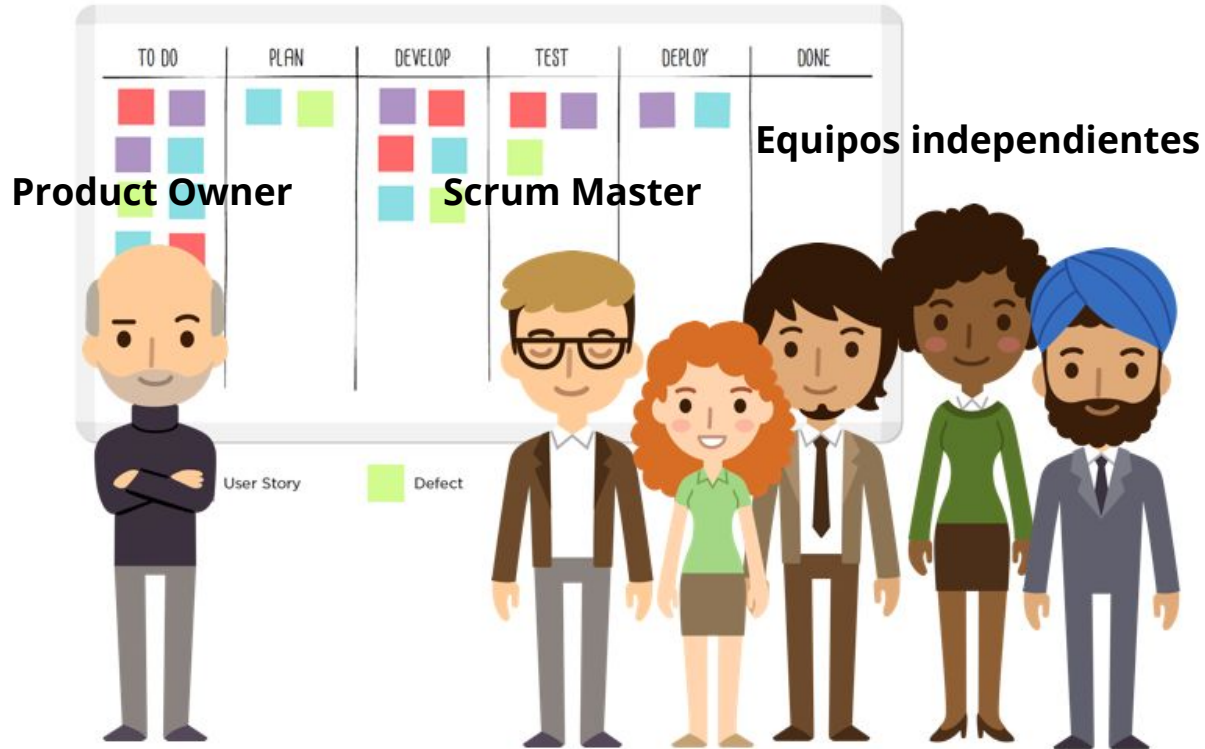 TO DO
PLAN
DEVELOP
TEST
DEPLOY
DONE
Equipos independientes
Product Owner
Scrum Master
User Story
Defect